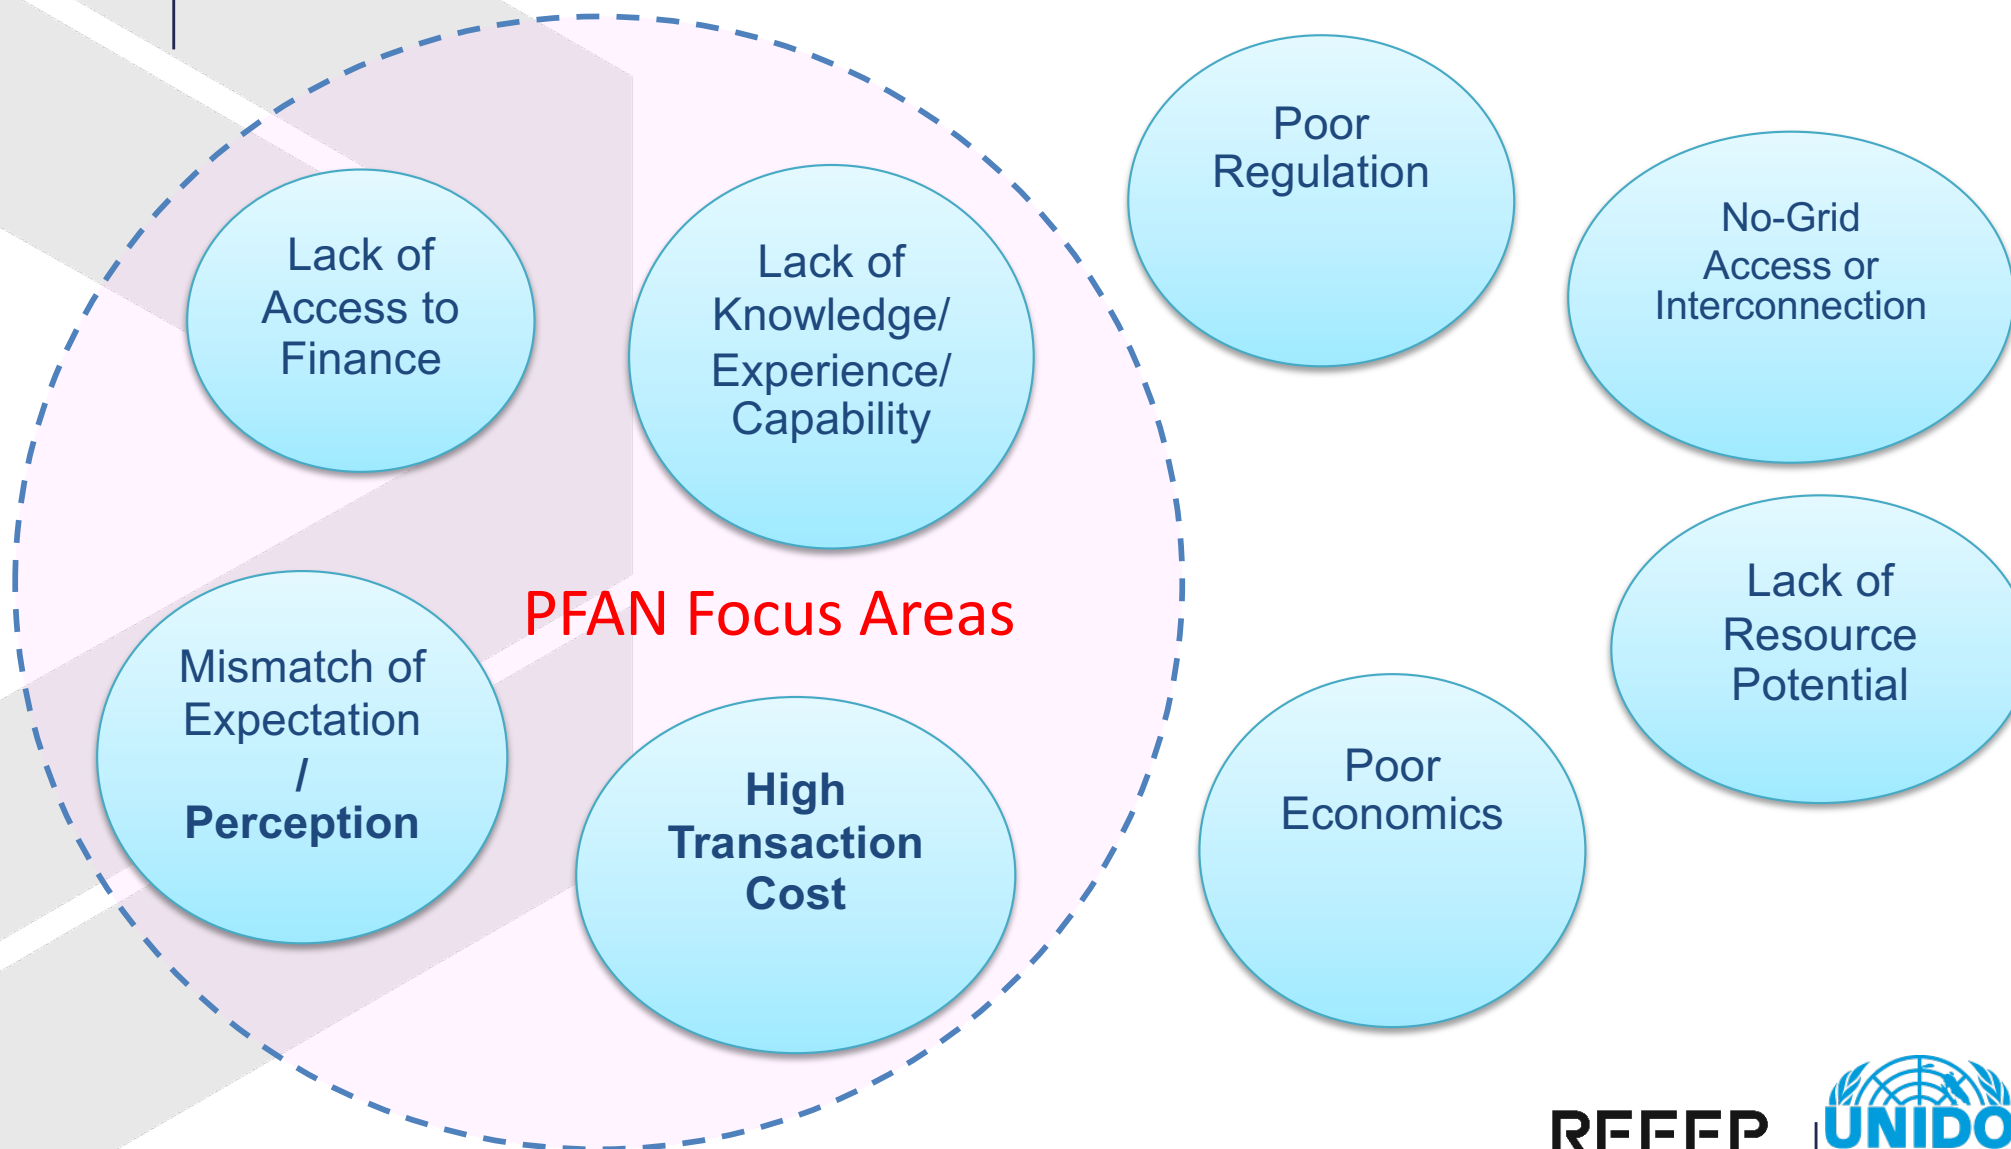 Lack of
Access to
Finance
Lack of
Knowledge/
Experience/
Capability
Mismatch of
Expectation
/
Perception
PFAN Focus Areas
High
Transaction
Cost
Poor
Regulation
No-Grid
Access or
Interconnection
Lack of
Resource
Potential
Poor
Economics
REEEP
UNIDO